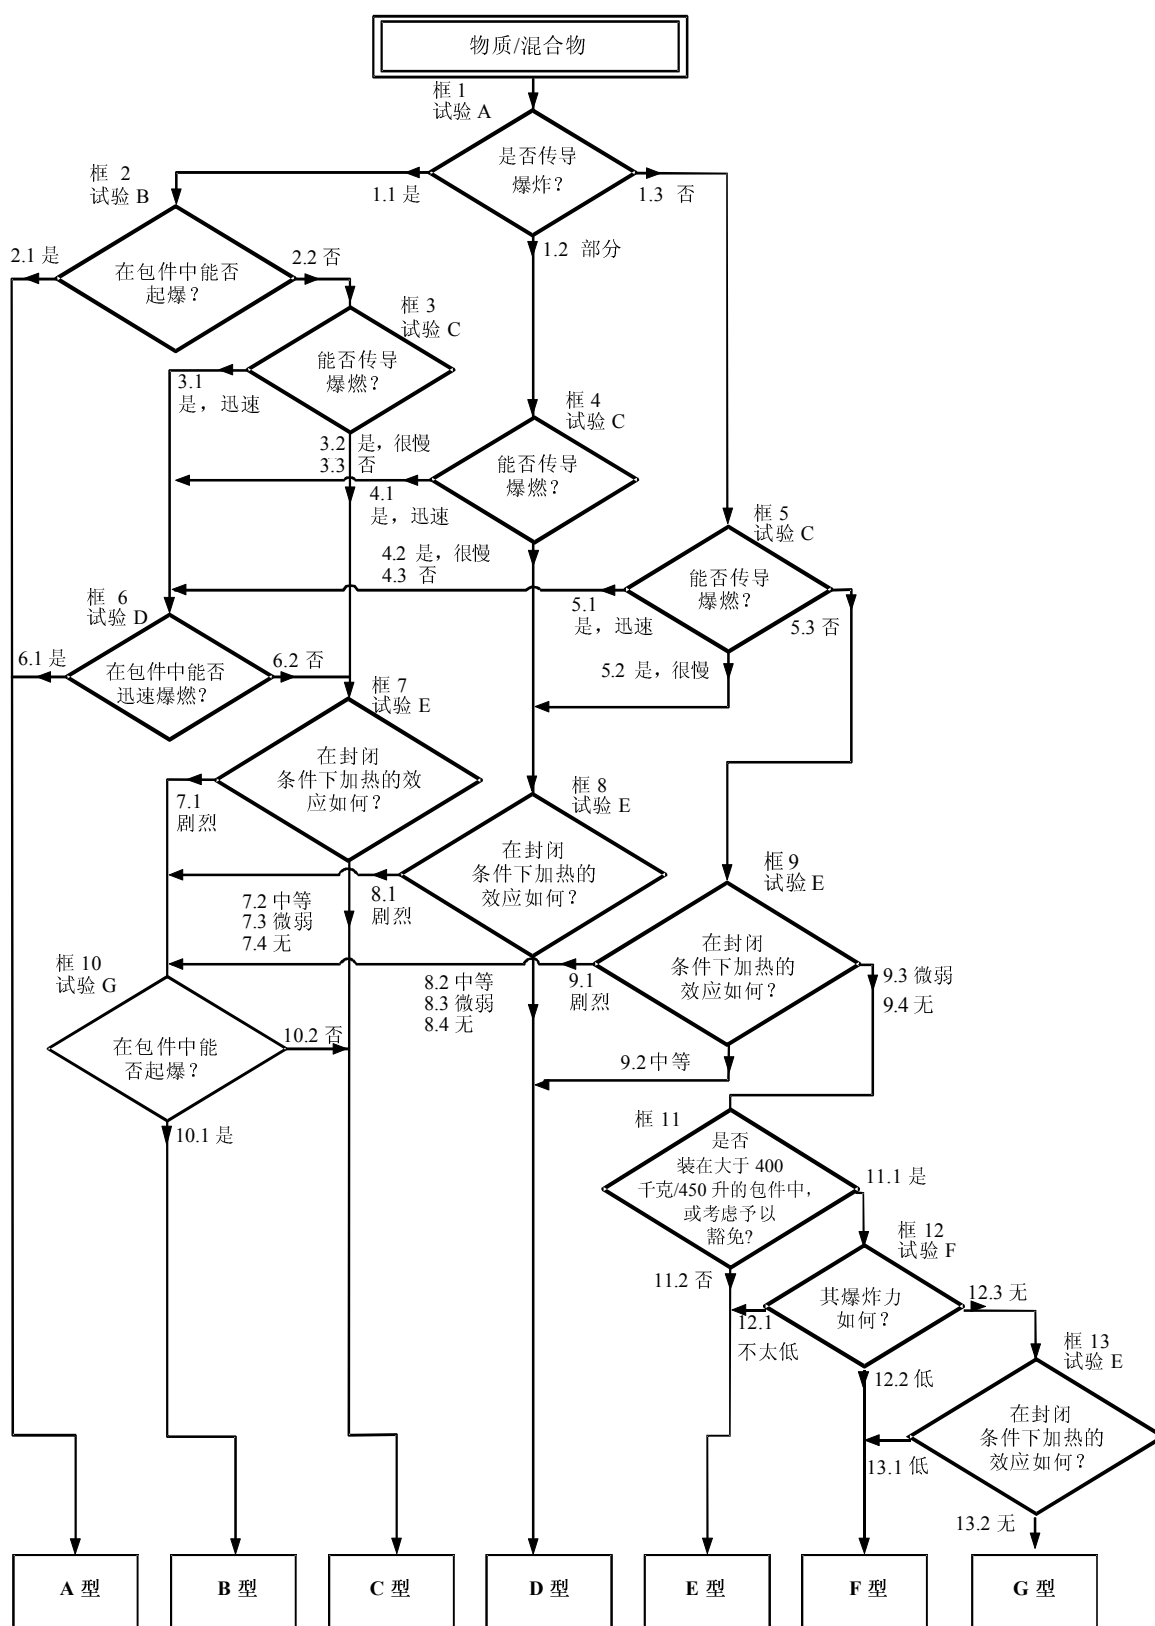 物质/混合物
框 1
试验 A
是否传导
爆炸？
1.1 是
1.3 否
1.2 部分
框 2
试验 B
2.1 是
2.2 否
在包件中能否
起爆？
框 3
试验 C
能否传导
爆燃？
3.1
是，迅速
3.2 是，很慢
3.3 否
框 4
试验 C
能否传导
爆燃？
4.1
是，迅速
4.2 是，很慢
4.3 否
框 5
试验 C
能否传导
爆燃？
5.1
是，迅速
5.3 否
5.2 是，很慢
框 6
试验 D
6.1 是
6.2 否
在包件中能否
迅速爆燃？
框 7
试验 E
在封闭
条件下加热的效
应如何？
7.1
剧烈
7.2 中等
7.3 微弱
7.4 无
框 8
试验 E
在封闭
条件下加热的
效应如何？
8.1
剧烈
8.2 中等
8.3 微弱
8.4 无
框 9
试验 E
在封闭
条件下加热的
效应如何？
9.1
剧烈
9.3 微弱
9.4 无
9.2 中等
框 10
试验 G
在包件中能
否起爆？
10.2 否
10.1 是
框 11
是否
装在大于 400
千克/450 升的包件中，
或考虑予以
豁免?
11.1 是
11.2 否
框 12
试验 F
其爆炸力
如何？
12.1
不太低
12.3 无
12.2 低
框 13
试验 E
在封闭
条件下加热的
效应如何？
13.1 低
13.2 无
A 型
B 型
C 型
D 型
E 型
F 型
G 型